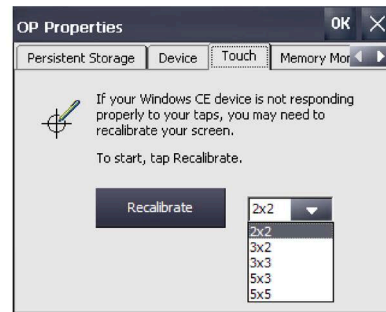 OP Properties OK
Persistent Storage Device Touch Memory Mor
If your Windows CE device is not responding
properly to your taps, you may need to
recalibrate your screen.
To start, tap Recalibrate.
Recalibrate 2x2
2x2
3x2
3x3
5x3
5x5